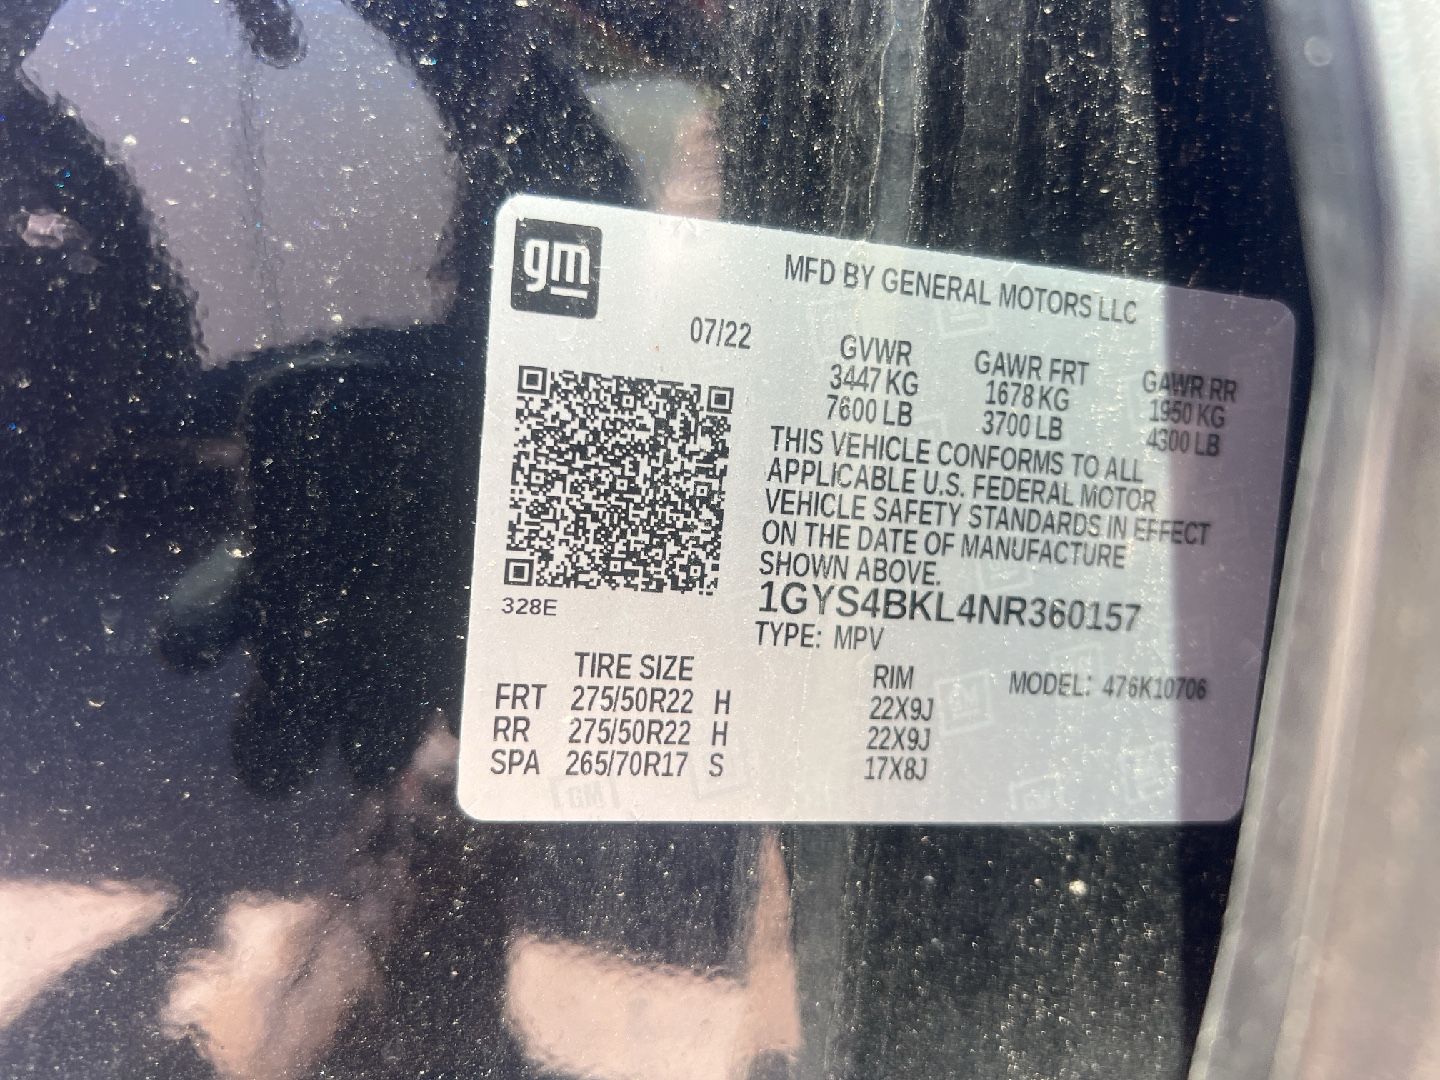 gm
MFD BY GENERAL MOTORS LLC
07/22
GVWR GAWR FRT GAWR RR
3447 KG 1678 KG 1950 KG
7600 LB 3700 LB 4300 LB
THIS VEHICLE CONFORMS TO ALL
APPLICABLE U.S. FEDERAL MOTOR
VEHICLE SAFETY STANDARDS IN EFFECT
ON THE DATE OF MANUFACTURE
SHOWN ABOVE.
328E
1GYS4BKL4NR360157
TYPE: MPV
TIRE SIZE RIM MODEL: 476K10706
FRT 275/50R22 H 22X9J
RR 275/50R22 H 22X9J
SPA 265/70R17 S 17X8J
GM